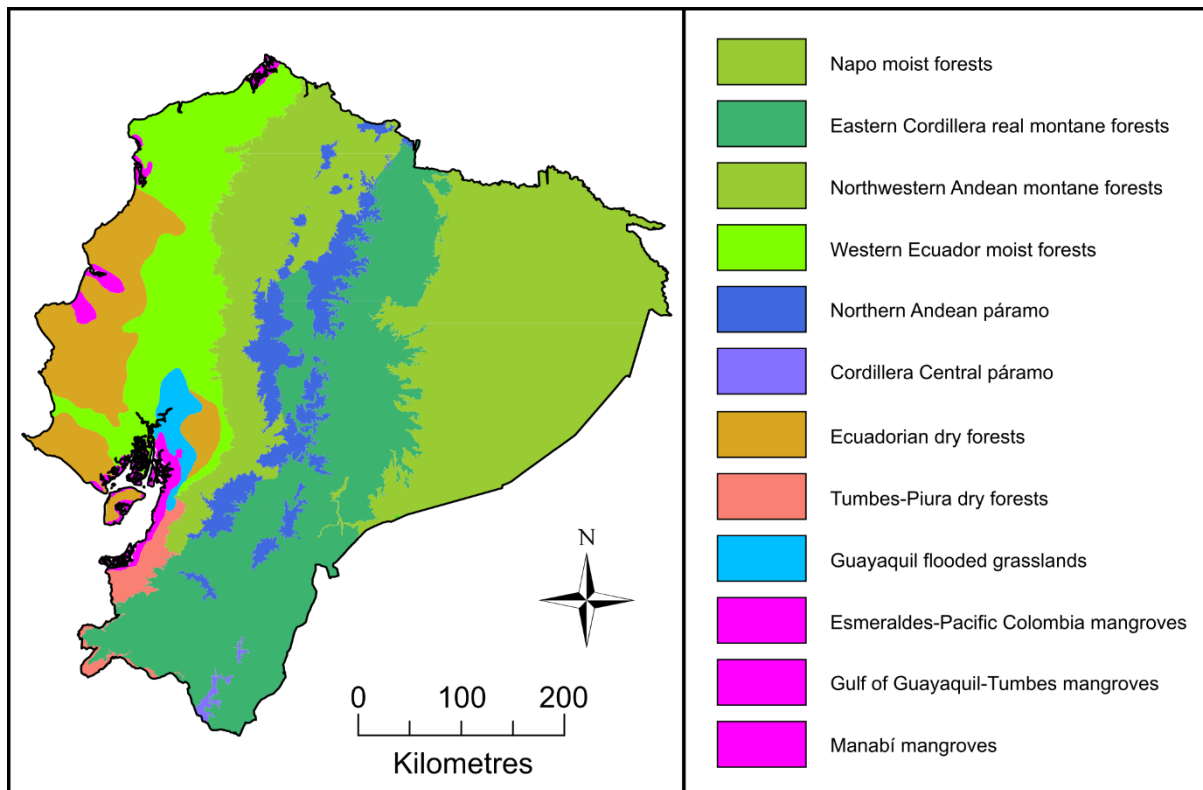 N
0 100 200
Kilometres
Napo moist forests
Eastern Cordillera real montane forests
Northwestern Andean montane forests
Western Ecuador moist forests
Northern Andean páramo
Cordillera Central páramo
Ecuadorian dry forests
Tumbes-Piura dry forests
Guayaquil flooded grasslands
Esmeraldes-Pacific Colombia mangroves
Gulf of Guayaquil-Tumbes mangroves
Manabí mangroves